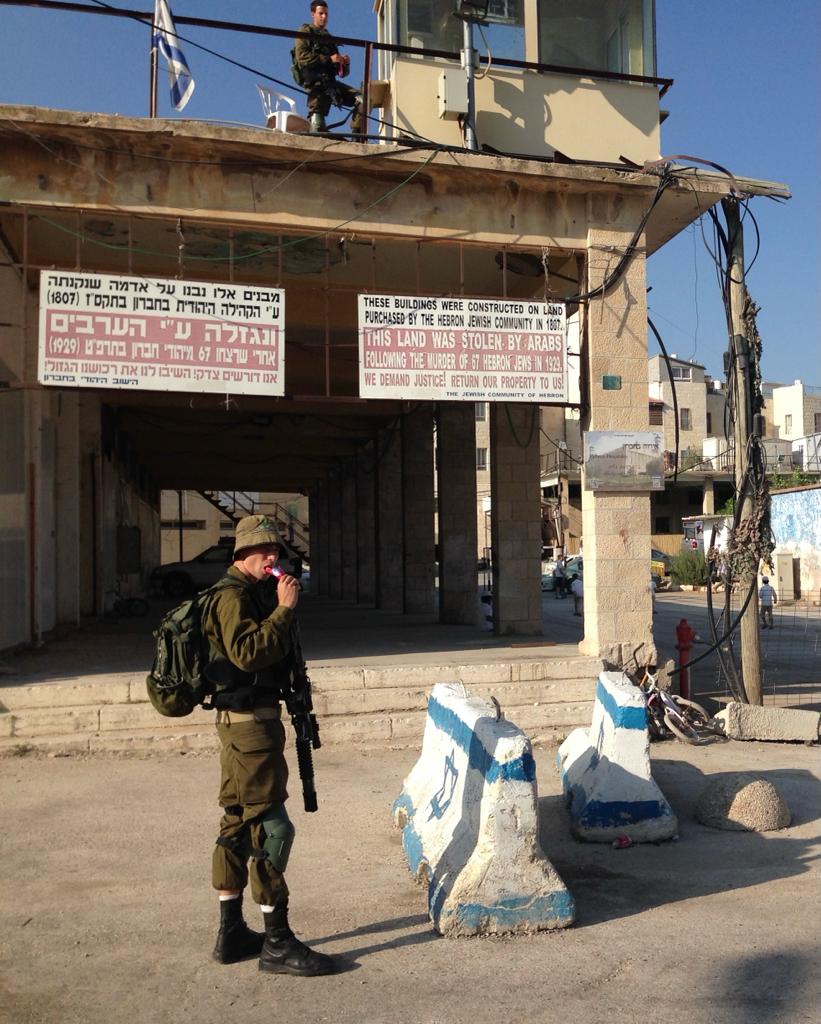 מבנים אלו נבנו על אדמה שנקנתה
ע"י הקהילה היהודית בחברון בתקס"ז (1807)
ונגזלה ע"י הערבים
אחרי שרצחו 67 מיהודי חברון בתרפ"ט (1929)
אנו דורשים צדק! השיבו לנו את רכושנו הגזול!
הישוב היהודי בחברון
THESE BUILDINGS WERE CONSTRUCTED ON LAND
PURCHASED BY THE HEBRON JEWISH COMMUNITY IN 1807.
THIS LAND WAS STOLEN BY ARABS
FOLLOWING THE MURDER OF 67 HEBRON JEWS IN 1929.
WE DEMAND JUSTICE! RETURN OUR PROPERTY TO US!
THE JEWISH COMMUNITY OF HEBRON